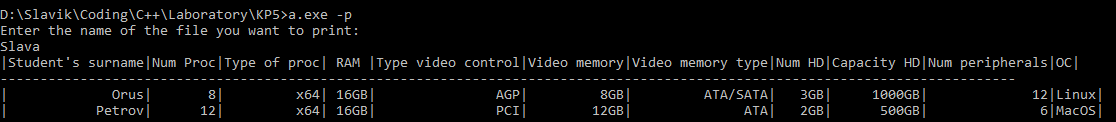 D:\Slavik\Coding\C++\Laboratory\KP5>a.exe -p
Enter the name of the file you want to print:
Slava
|Student's surname|Num Proc|Type of proc| RAM |Type video control|Video memory|Video memory type|Num HD|Capacity HD|Num peripherals|OC|
-------------------------------------------------------------------------------------------------------------------------------
|             Orus|       8|         x64| 16GB|               AGP|         8GB|         ATA/SATA|   3GB|     1000GB|             12|Linux|
|           Petrov|      12|         x64| 16GB|               PCI|        12GB|              ATA|   2GB|      500GB|              6|MacOS|